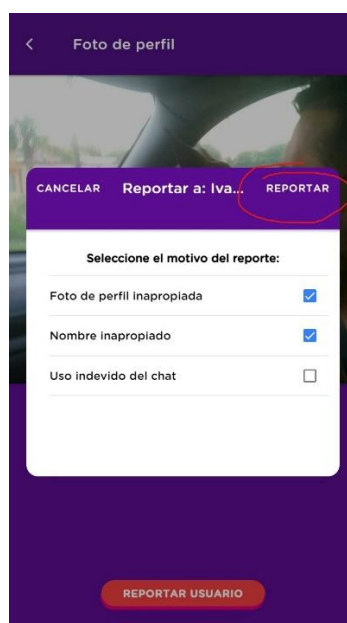 Foto de perfil
CANCELAR Reportar a: Iva... REPORTAR
Seleccione el motivo del reporte:
Foto de perfil inapropiada
Nombre inapropiado
Uso indevido del chat
REPORTAR USUARIO